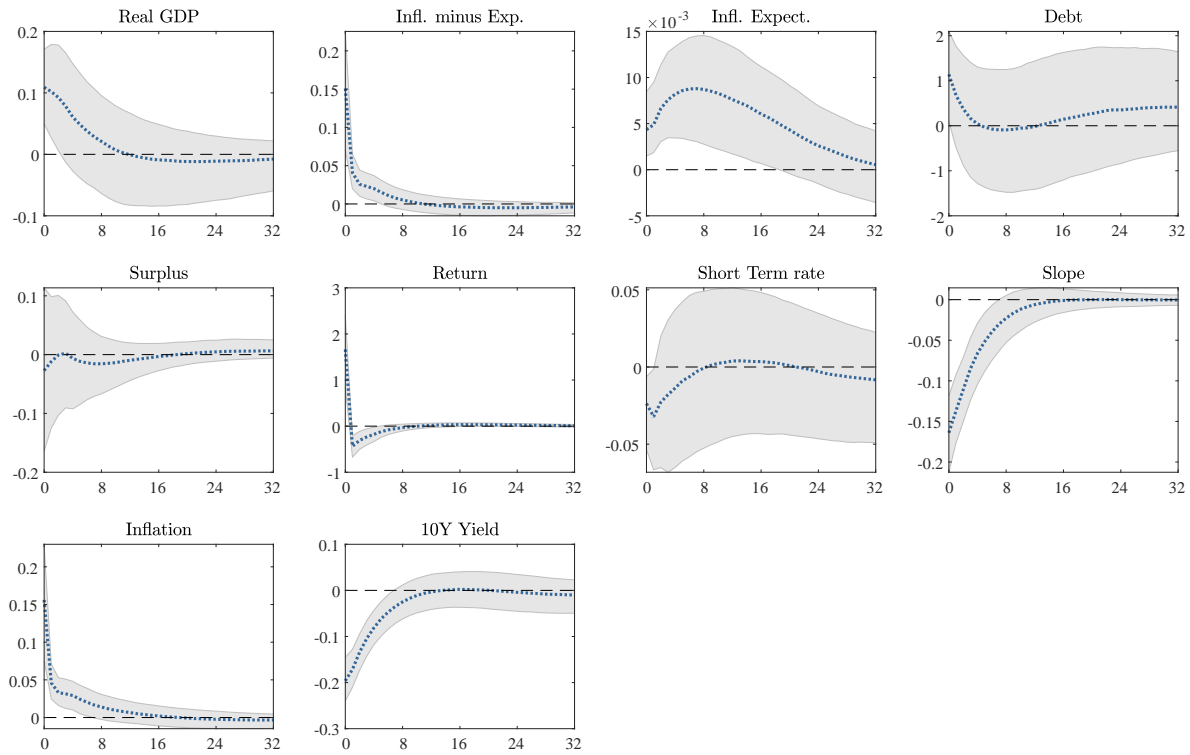 Real GDP
0.2
0.1
0
-0.1
0 8 16 24 32
Infl. minus Exp.
0.2
0.15
0.1
0.05
0
0 8 16 24 32
Infl. Expect.
×10⁻³
15
10
5
0
-5
0 8 16 24 32
Debt
2
1
0
-1
-2
0 8 16 24 32
Surplus
0.1
0
-0.1
-0.2
0 8 16 24 32
Return
3
2
1
0
-1
0 8 16 24 32
Short Term rate
0.05
0
-0.05
0 8 16 24 32
Slope
0
-0.05
-0.1
-0.15
-0.2
0 8 16 24 32
Inflation
0.2
0.15
0.1
0.05
0
0 8 16 24 32
10Y Yield
0.1
0
-0.1
-0.2
-0.3
0 8 16 24 32